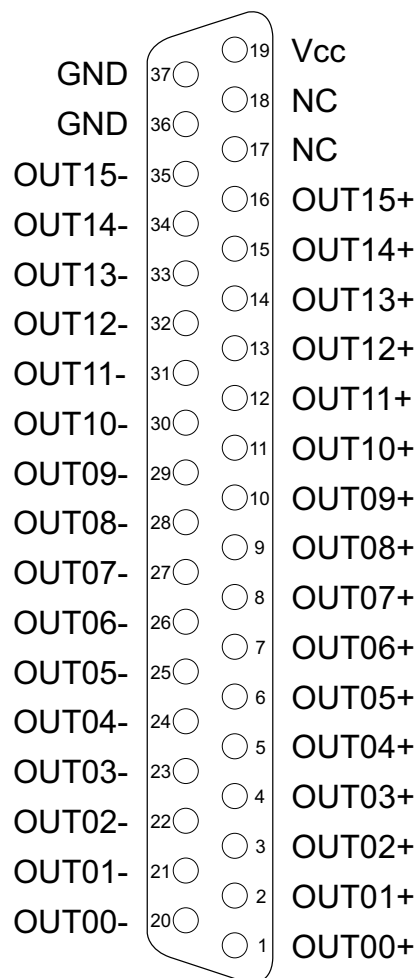 19 Vcc
GND 37
18 NC
GND 36
17 NC
OUT15- 35
16 OUT15+
OUT14- 34
15 OUT14+
OUT13- 33
14 OUT13+
OUT12- 32
13 OUT12+
OUT11- 31
12 OUT11+
OUT10- 30
11 OUT10+
OUT09- 29
10 OUT09+
OUT08- 28
9 OUT08+
OUT07- 27
8 OUT07+
OUT06- 26
7 OUT06+
OUT05- 25
6 OUT05+
OUT04- 24
5 OUT04+
OUT03- 23
4 OUT03+
OUT02- 22
3 OUT02+
OUT01- 21
2 OUT01+
OUT00- 20
1 OUT00+